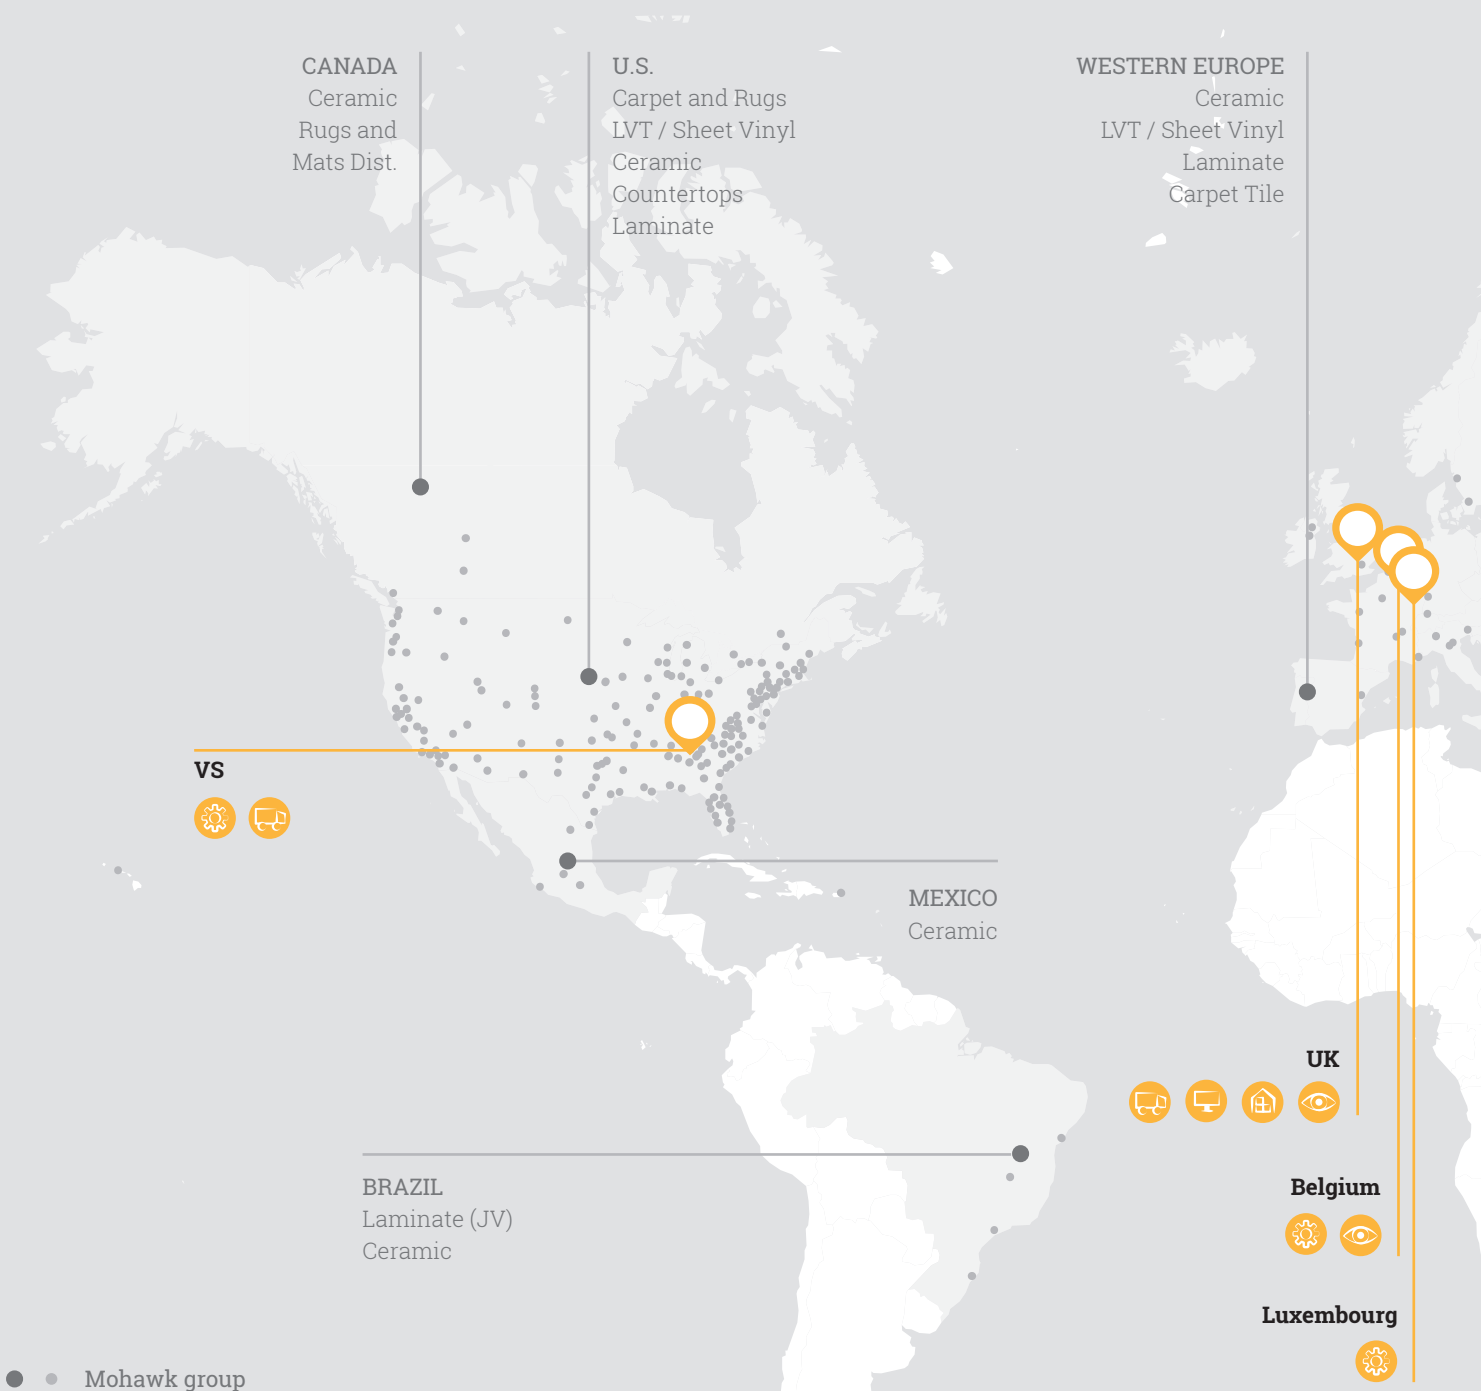 CANADA
Ceramic
Rugs and
Mats Dist.
U.S.
Carpet and Rugs
LVT / Sheet Vinyl
Ceramic
Countertops
Laminate
WESTERN EUROPE
Ceramic
LVT / Sheet Vinyl
Laminate
Carpet Tile
VS
MEXICO
Ceramic
UK
BRAZIL
Laminate (JV)
Ceramic
Belgium
Luxembourg
Mohawk group